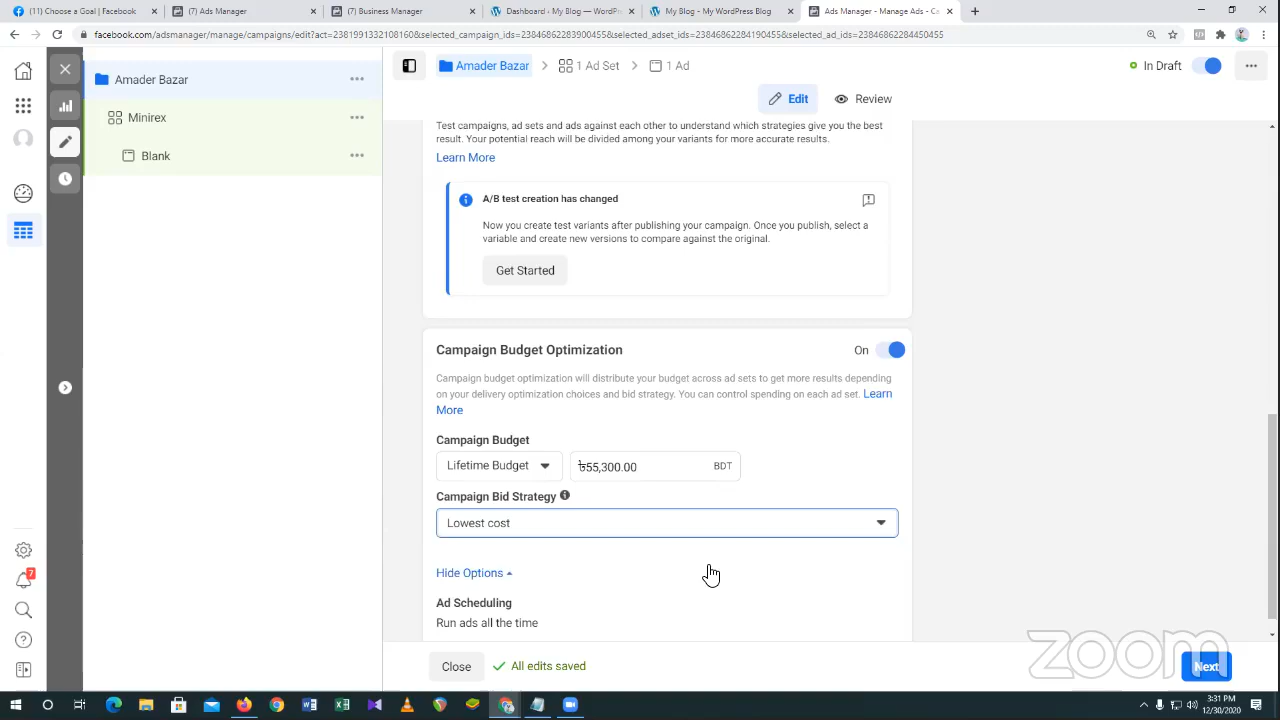 (11) Choose a Goal | Facebook
(7) Ads Manager
(7) Business Manager
Dashboard ‹ My Blog — WordPr
My Blog - My WordPress Blog
Ads Manager - Manage Ads - Ca
facebook.com/adsmanager/manage/campaigns/edit?act=2381991332108160&selected_campaign_ids=23846862283900455&selected_adset_ids=23846862284190455&selected_ad_ids=23846862284450455
Amader Bazar
Minirex
Blank
Amader Bazar
1 Ad Set
1 Ad
In Draft
Edit
Review
Test campaigns, ad sets and ads against each other to understand which strategies give you the best
result. Your potential reach will be divided among your variants for more accurate results.
Learn More
A/B test creation has changed
Now you create test variants after publishing your campaign. Once you publish, select a
variable and create new versions to compare against the original.
Get Started
Campaign Budget Optimization
On
Campaign budget optimization will distribute your budget across ad sets to get more results depending
on your delivery optimization choices and bid strategy. You can control spending on each ad set. Learn
More
Campaign Budget
Lifetime Budget
৳55,300.00
BDT
Campaign Bid Strategy
Lowest cost
Hide Options
Ad Scheduling
Run ads all the time
7
Close
All edits saved
Next
zoom
3:31 PM
12/30/2020